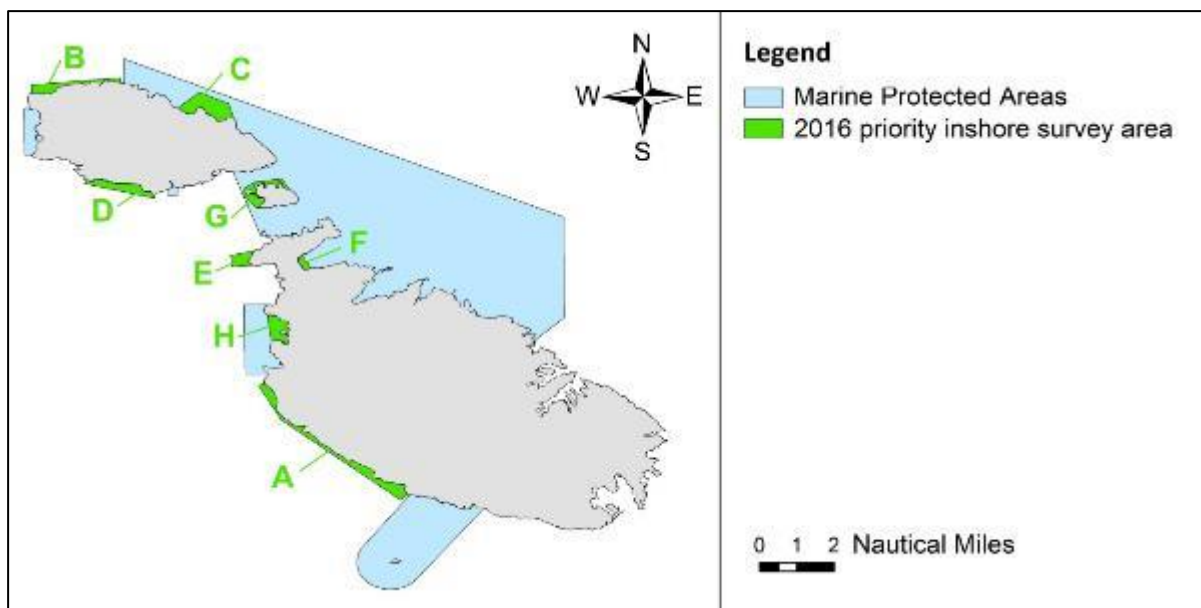 B
C
D
G
E
F
H
A
N
W E
S
Legend
Marine Protected Areas
2016 priority inshore survey area
0 1 2 Nautical Miles